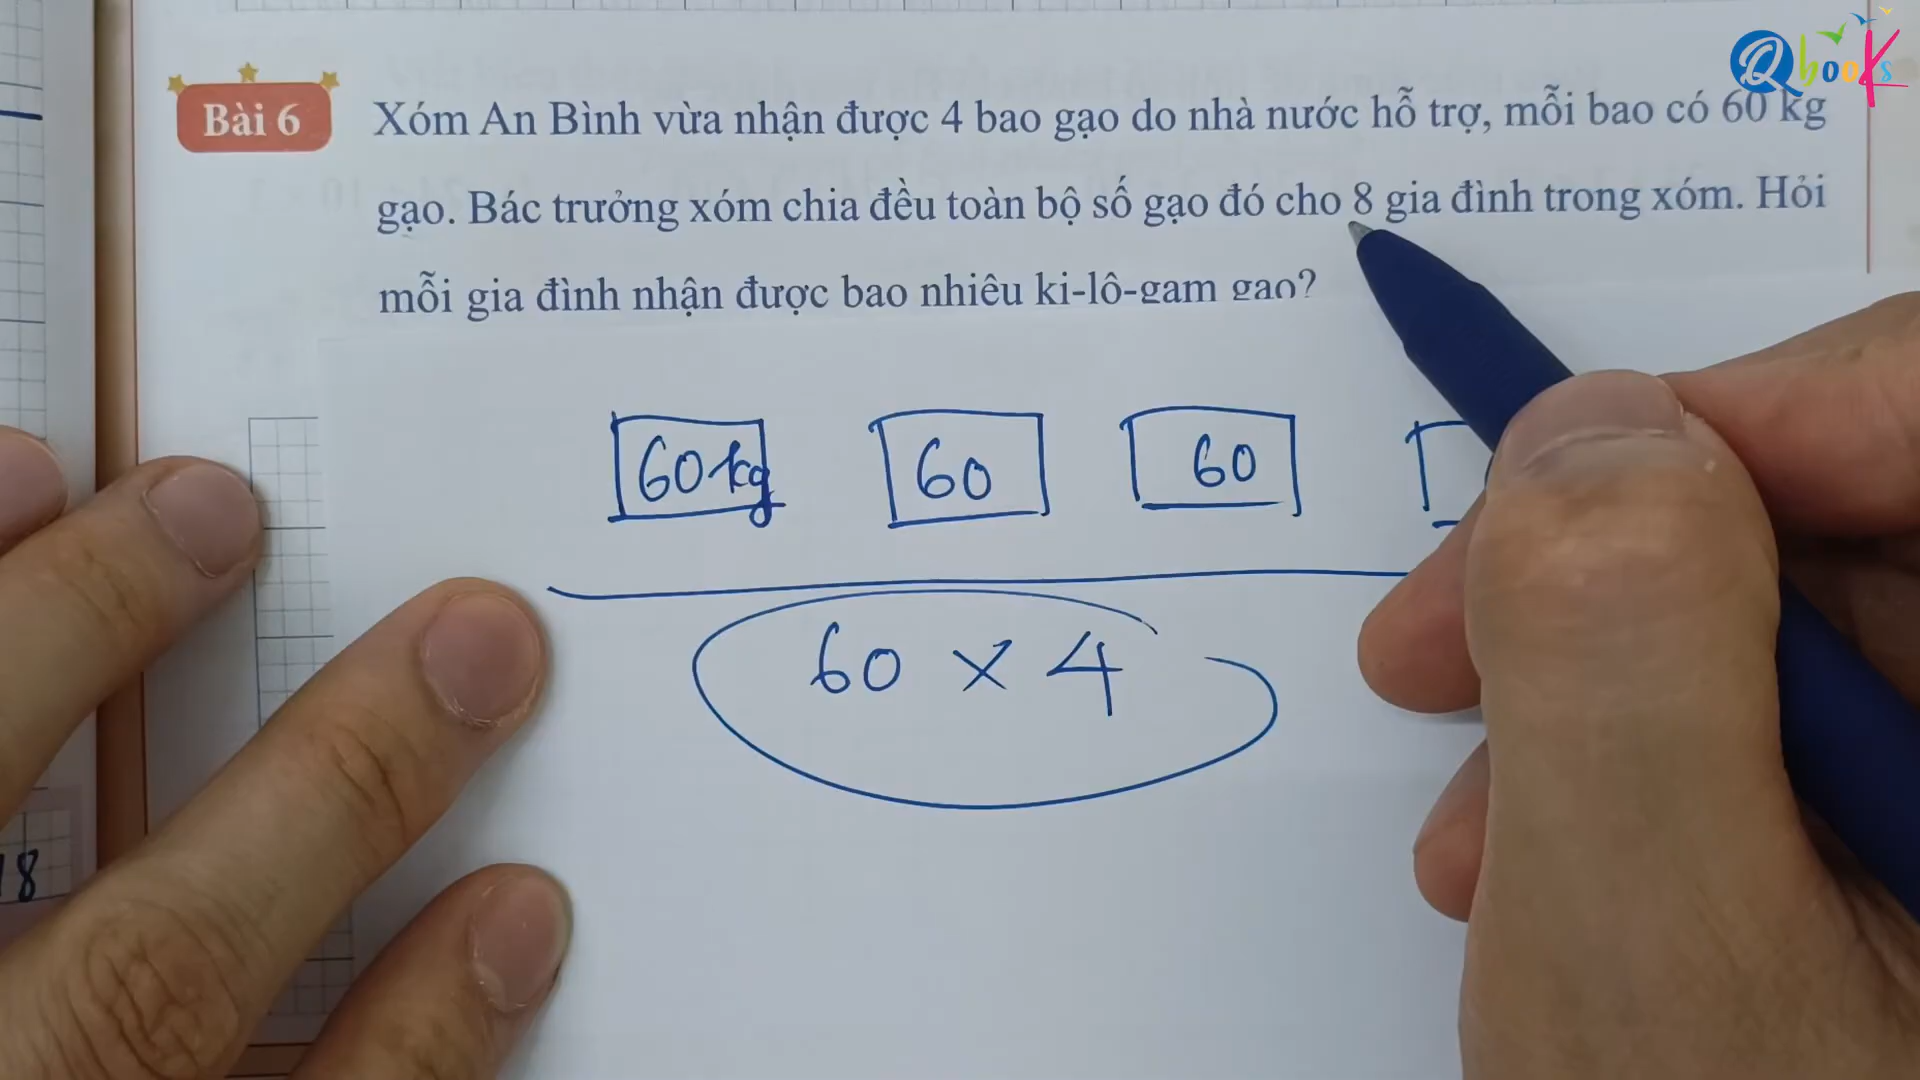 Qbooks
Bài 6
Xóm An Bình vừa nhận được 4 bao gạo do nhà nước hỗ trợ, mỗi bao có 60 kg
gạo. Bác trưởng xóm chia đều toàn bộ số gạo đó cho 8 gia đình trong xóm. Hỏi
mỗi gia đình nhận được bao nhiêu ki-lô-gam gạo?
60kg 60 60
60 × 4
18